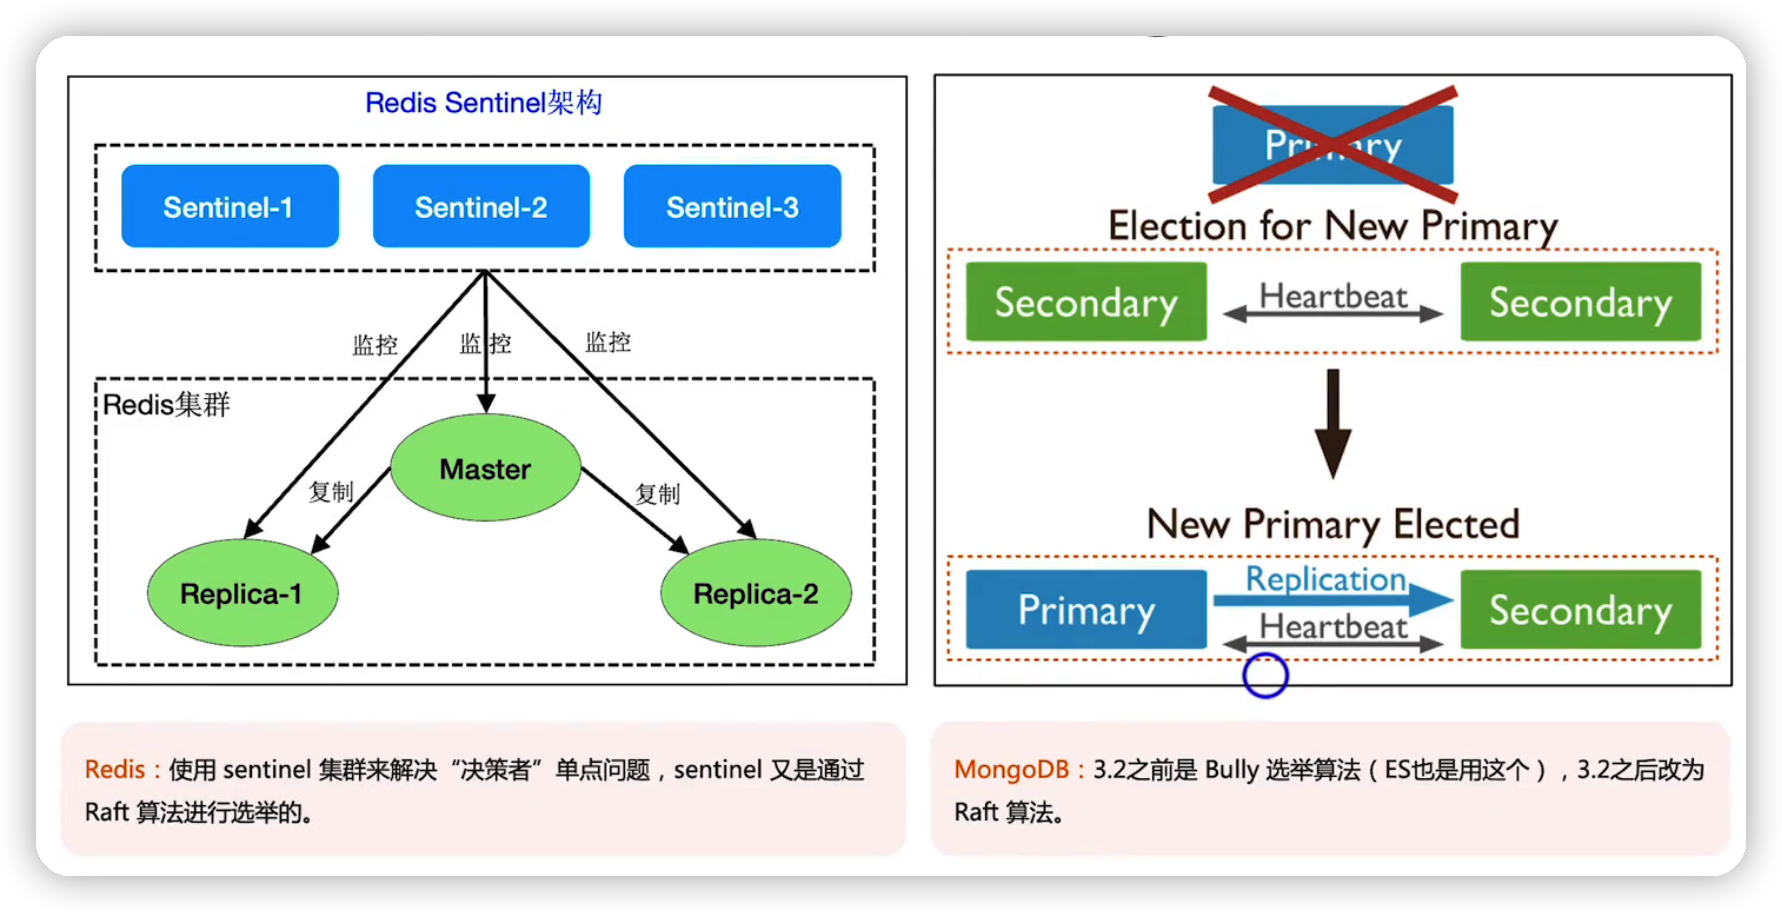 Redis Sentinel架构
Sentinel-1
Sentinel-2
Sentinel-3
监控
监控
监控
Redis集群
Master
复制
复制
Replica-1
Replica-2
Primary
Election for New Primary
Secondary
Heartbeat
Secondary
New Primary Elected
Primary
Replication
Heartbeat
Secondary
Redis：使用 sentinel 集群来解决“决策者”单点问题，sentinel 又是通过
Raft 算法进行选举的。
MongoDB：3.2之前是 Bully 选举算法（ES也是用这个），3.2之后改为
Raft 算法。